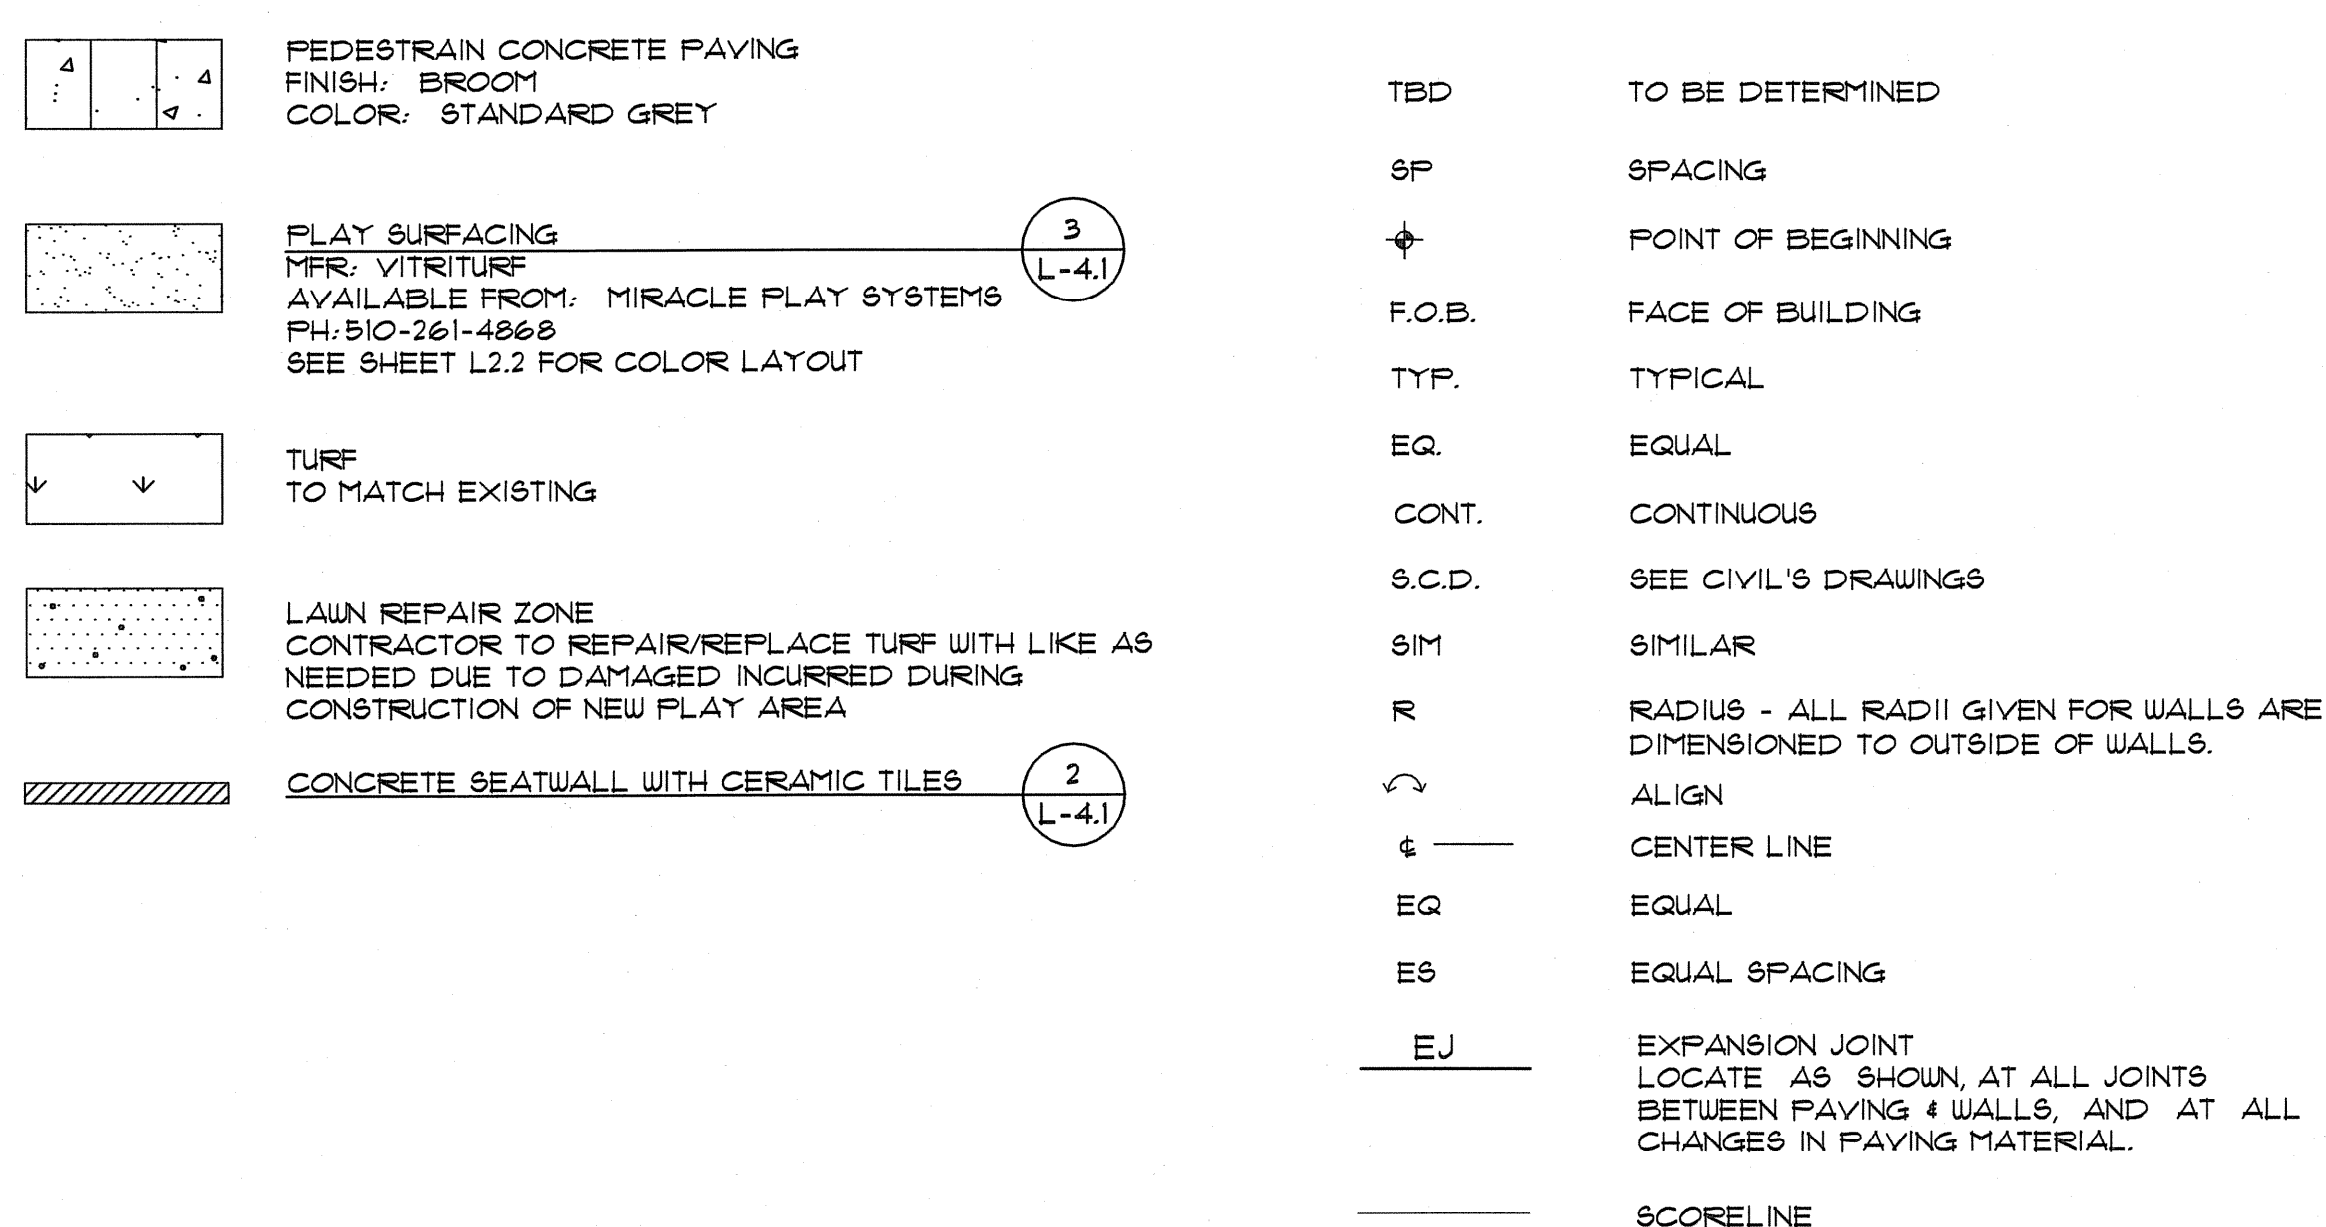 PEDESTRAIN CONCRETE PAVING
FINISH: BROOM
COLOR: STANDARD GREY
PLAY SURFACING
3
L-4.1
MFR: VITRITURF
AVAILABLE FROM: MIRACLE PLAY SYSTEMS
PH:510-261-4868
SEE SHEET L2.2 FOR COLOR LAYOUT
TURF
TO MATCH EXISTING
LAWN REPAIR ZONE
CONTRACTOR TO REPAIR/REPLACE TURF WITH LIKE AS
NEEDED DUE TO DAMAGED INCURRED DURING
CONSTRUCTION OF NEW PLAY AREA
CONCRETE SEATWALL WITH CERAMIC TILES
2
L-4.1
TBD TO BE DETERMINED
SP SPACING
POINT OF BEGINNING
F.O.B. FACE OF BUILDING
TYP. TYPICAL
EQ. EQUAL
CONT. CONTINUOUS
S.C.D. SEE CIVIL'S DRAWINGS
SIM SIMILAR
R RADIUS - ALL RADII GIVEN FOR WALLS ARE
DIMENSIONED TO OUTSIDE OF WALLS.
ALIGN
℄ CENTER LINE
EQ EQUAL
ES EQUAL SPACING
EJ EXPANSION JOINT
LOCATE AS SHOWN, AT ALL JOINTS
BETWEEN PAVING & WALLS, AND AT ALL
CHANGES IN PAVING MATERIAL.
SCORELINE